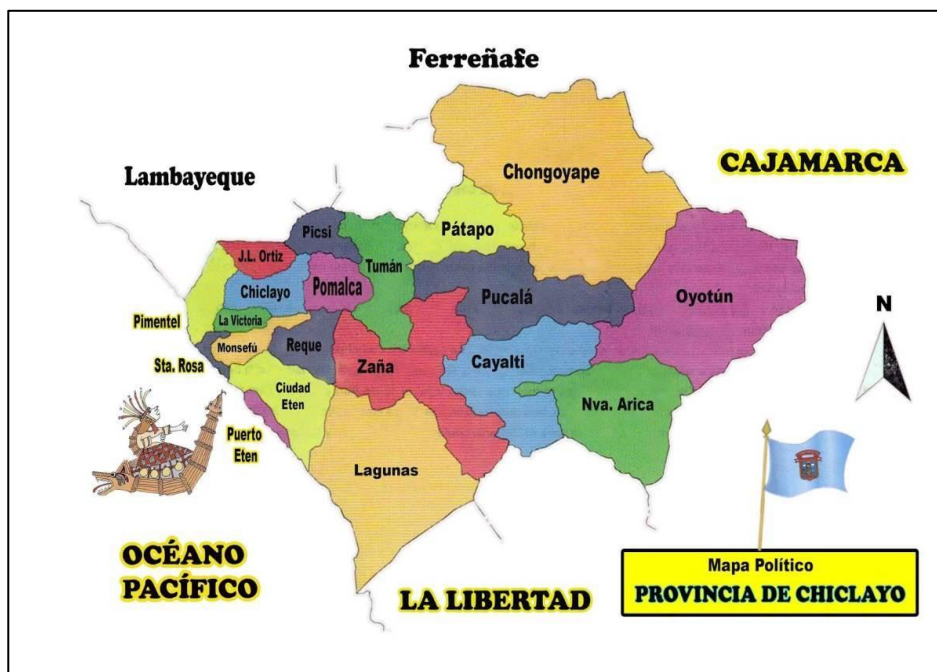 Ferreñafe
Chongoyape
CAJAMARCA
Lambayeque
Picsi
Pátapo
J.L. Ortiz
Tumán
Chiclayo
Pomalca
Pucalá
Oyotún
N
Pimentel
La Victoria
Monsefú
Reque
Sta. Rosa
Zaña
Cayalti
Ciudad
Eten
Nva. Arica
Puerto
Eten
Lagunas
OCÉANO
PACÍFICO
LA LIBERTAD
Mapa Político
PROVINCIA DE CHICLAYO